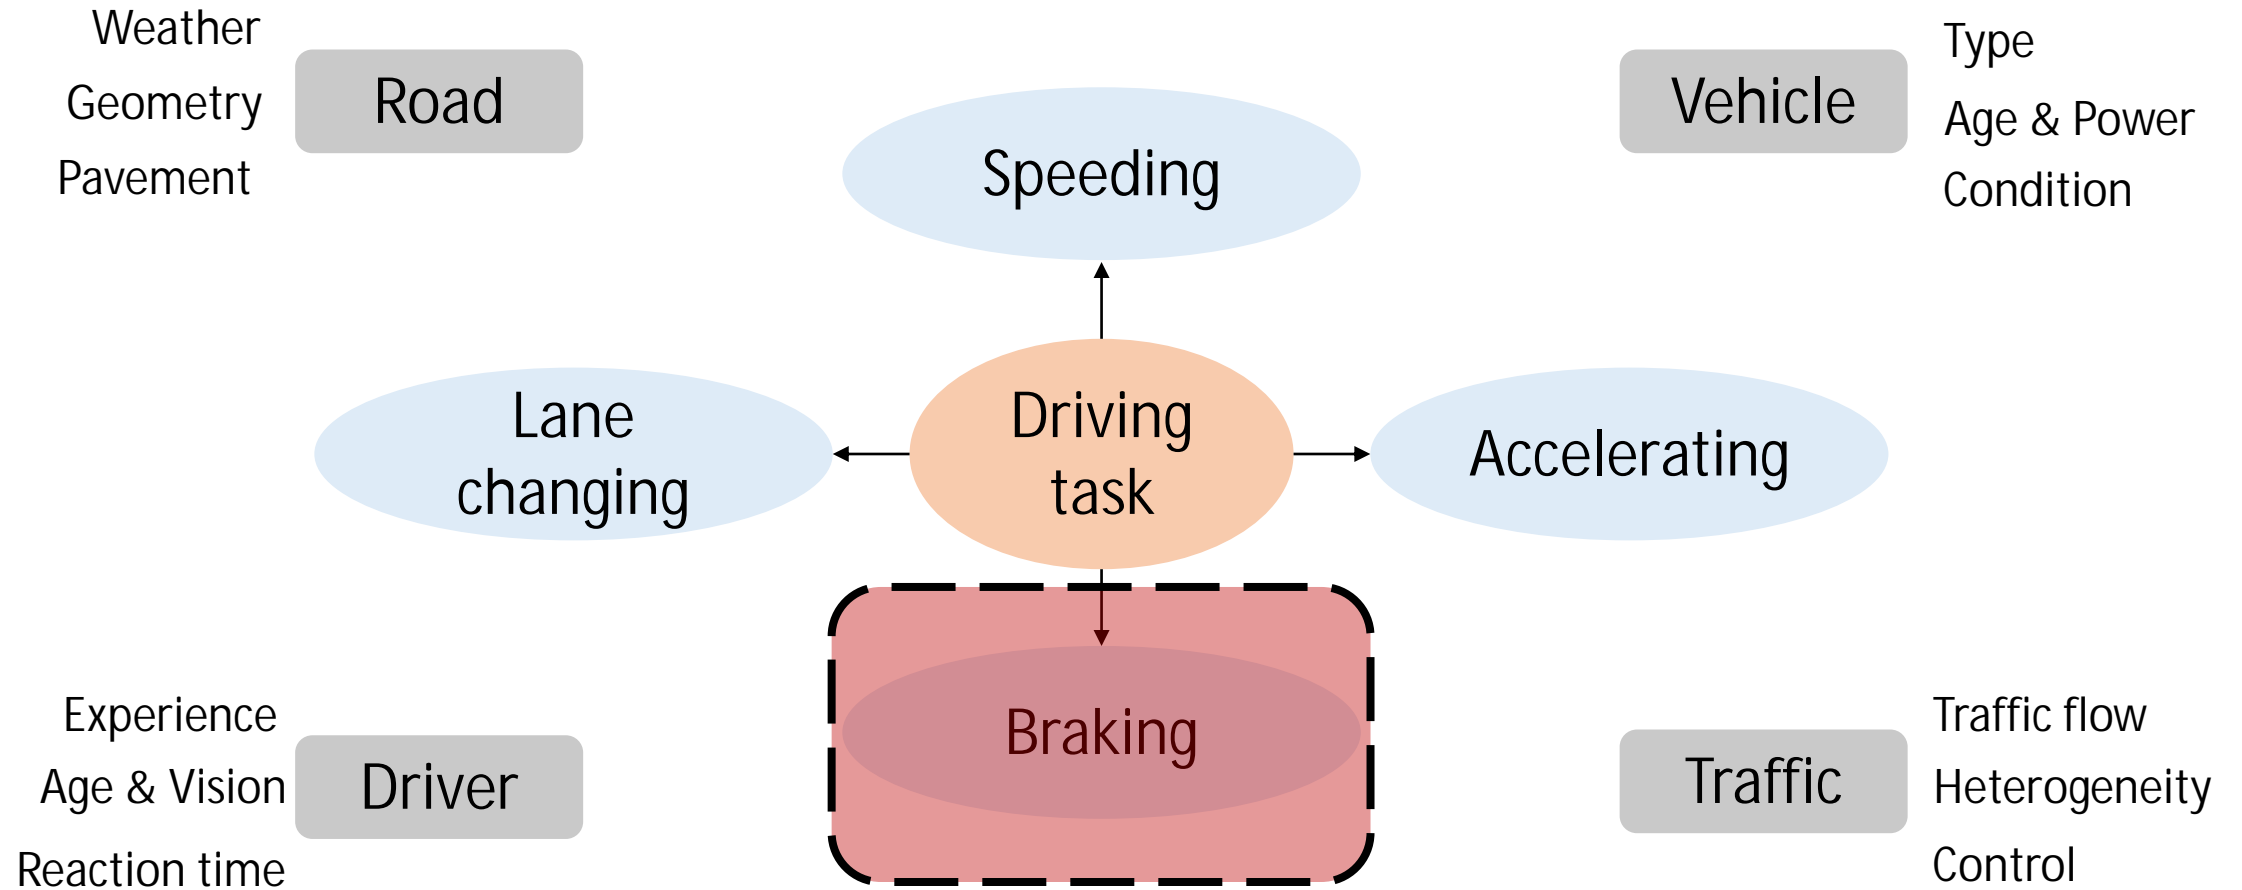 Weather
Geometry
Pavement
Road
Speeding
Vehicle
Type
Age & Power
Condition
Lane
changing
Driving
task
Accelerating
Braking
Experience
Age & Vision
Reaction time
Driver
Traffic
Traffic flow
Heterogeneity
Control